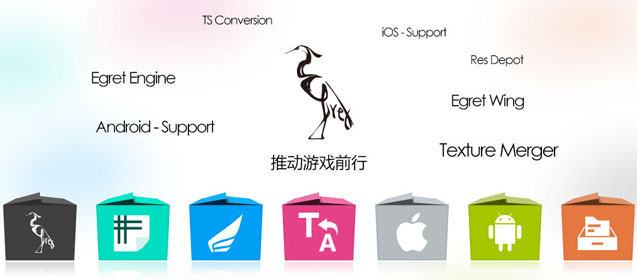 TS Conversion
iOS - Support
Res Depot
Egret Engine
Egret Wing
Android - Support
Texture Merger
Egret
推动游戏前行
T
A